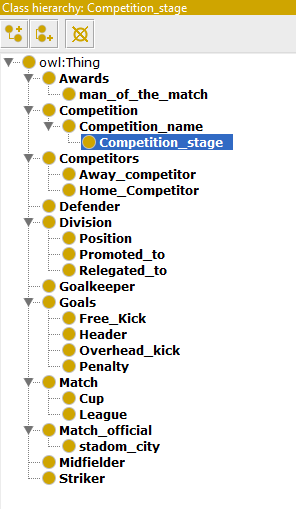 Class hierarchy: Competition_stage
owl:Thing
Awards
man_of_the_match
Competition
Competition_name
Competition_stage
Competitors
Away_competitor
Home_Competitor
Defender
Division
Position
Promoted_to
Relegated_to
Goalkeeper
Goals
Free_Kick
Header
Overhead_kick
Penalty
Match
Cup
League
Match_official
stadom_city
Midfielder
Striker